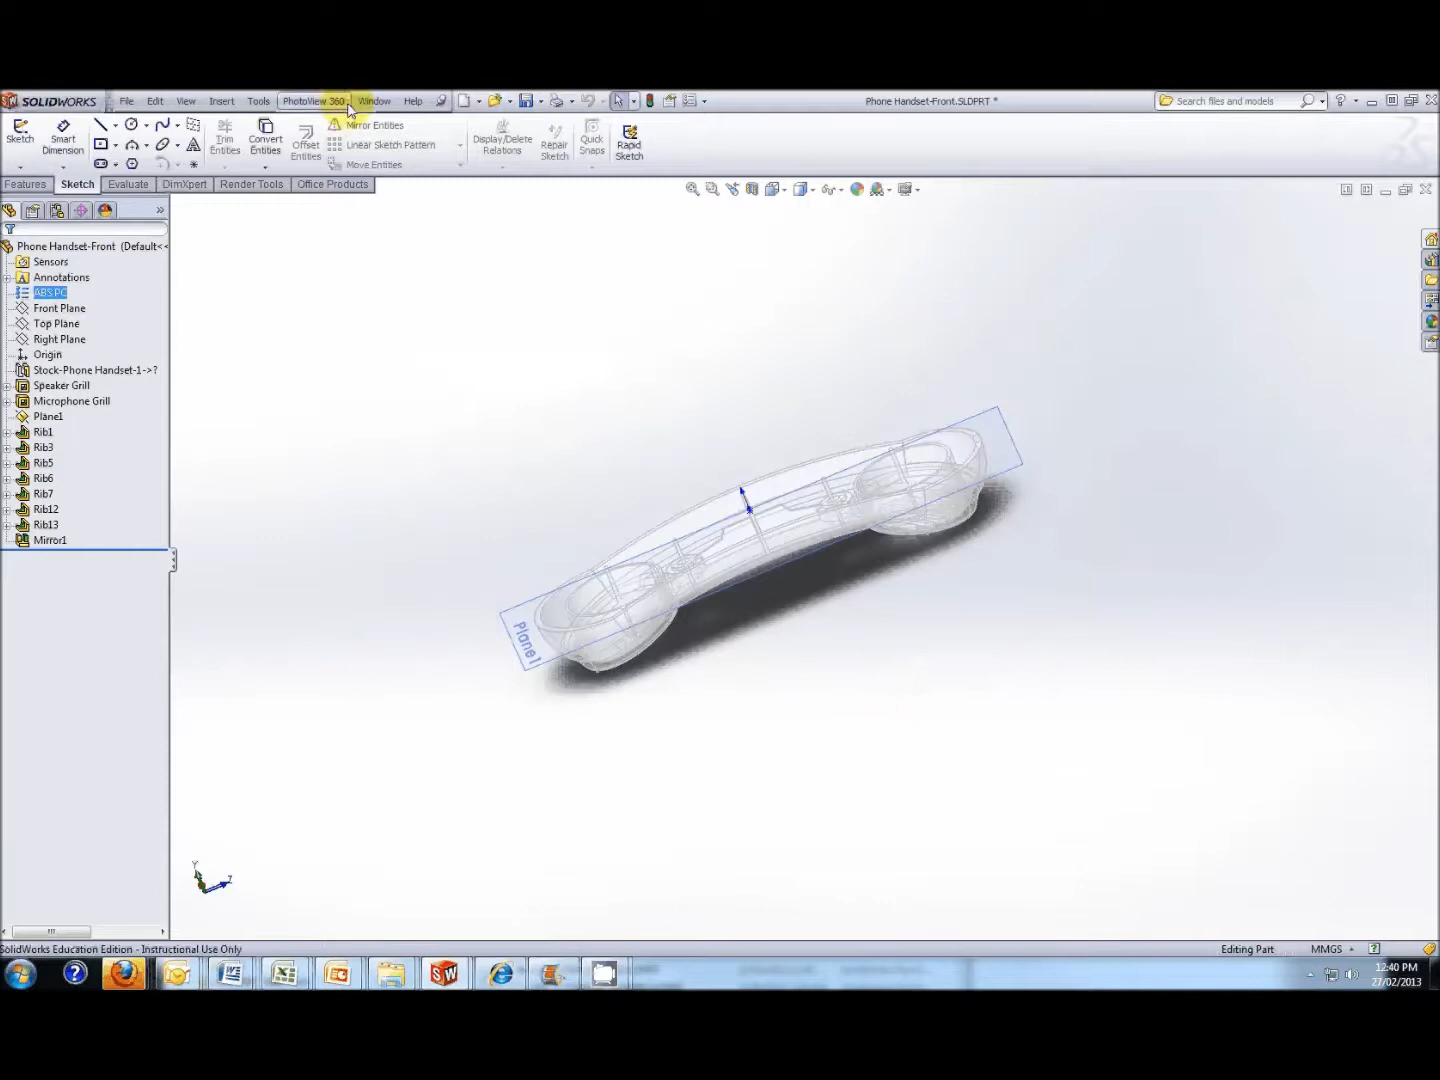 SOLIDWORKS File Edit View Insert Tools PhotoView 360 Window Help Phone Handset-Front.SLDPRT * Search files and models
Sketch Smart Dimension Trim Entities Convert Entities Offset Entities Mirror Entities Linear Sketch Pattern Move Entities Display/Delete Relations Repair Sketch Quick Snaps Rapid Sketch
Features Sketch Evaluate DimXpert Render Tools Office Products
Phone Handset-Front (Default<<
Sensors
Annotations
ABS PC
Front Plane
Top Plane
Right Plane
Origin
Stock-Phone Handset-1->?
Speaker Grill
Microphone Grill
Plane1
Rib1
Rib3
Rib5
Rib6
Rib7
Rib12
Rib13
Mirror1
Plane1
Y
Z
SolidWorks Education Edition - Instructional Use Only Editing Part MMGS
12:40 PM
27/02/2013